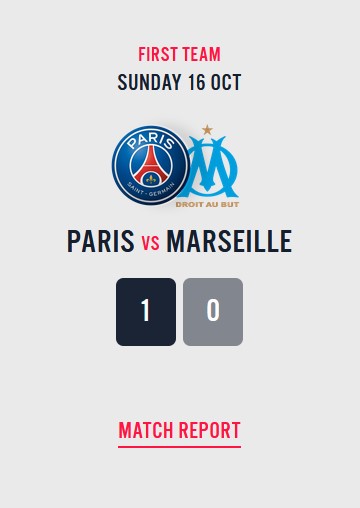 FIRST TEAM
SUNDAY 16 OCT
PARIS
SAINT-GERMAIN
DROIT AU BUT
PARIS VS MARSEILLE
1 0
MATCH REPORT